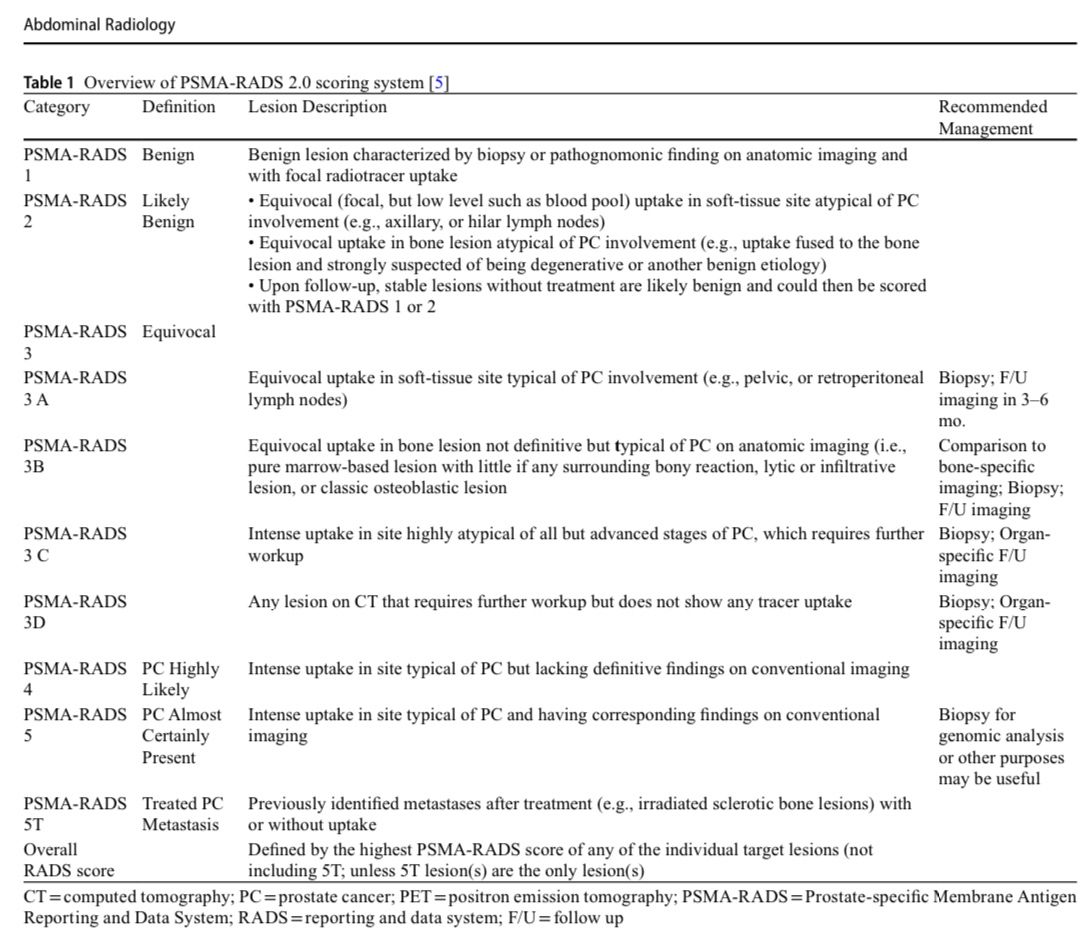 Abdominal Radiology
Table 1 Overview of PSMA-RADS 2.0 scoring system [5]
Category Definition Lesion Description Recommended
Management
PSMA-RADS Benign Benign lesion characterized by biopsy or pathognomonic finding on anatomic imaging and
1 with focal radiotracer uptake
PSMA-RADS Likely • Equivocal (focal, but low level such as blood pool) uptake in soft-tissue site atypical of PC
2 Benign involvement (e.g., axillary, or hilar lymph nodes)
• Equivocal uptake in bone lesion atypical of PC involvement (e.g., uptake fused to the bone
lesion and strongly suspected of being degenerative or another benign etiology)
• Upon follow-up, stable lesions without treatment are likely benign and could then be scored
with PSMA-RADS 1 or 2
PSMA-RADS Equivocal
3
PSMA-RADS Equivocal uptake in soft-tissue site typical of PC involvement (e.g., pelvic, or retroperitoneal Biopsy; F/U
3 A lymph nodes) imaging in 3–6
mo.
PSMA-RADS Equivocal uptake in bone lesion not definitive but typical of PC on anatomic imaging (i.e., Comparison to
3B pure marrow-based lesion with little if any surrounding bony reaction, lytic or infiltrative bone-specific
lesion, or classic osteoblastic lesion imaging; Biopsy;
F/U imaging
PSMA-RADS Intense uptake in site highly atypical of all but advanced stages of PC, which requires further Biopsy; Organ-
3 C workup specific F/U
imaging
PSMA-RADS Any lesion on CT that requires further workup but does not show any tracer uptake Biopsy; Organ-
3D specific F/U
imaging
PSMA-RADS PC Highly Intense uptake in site typical of PC but lacking definitive findings on conventional imaging
4 Likely
PSMA-RADS PC Almost Intense uptake in site typical of PC and having corresponding findings on conventional Biopsy for
5 Certainly imaging genomic analysis
Present or other purposes
may be useful
PSMA-RADS Treated PC Previously identified metastases after treatment (e.g., irradiated sclerotic bone lesions) with
5T Metastasis or without uptake
Overall Defined by the highest PSMA-RADS score of any of the individual target lesions (not
RADS score including 5T; unless 5T lesion(s) are the only lesion(s)
CT = computed tomography; PC = prostate cancer; PET = positron emission tomography; PSMA-RADS = Prostate-specific Membrane Antigen
Reporting and Data System; RADS = reporting and data system; F/U = follow up